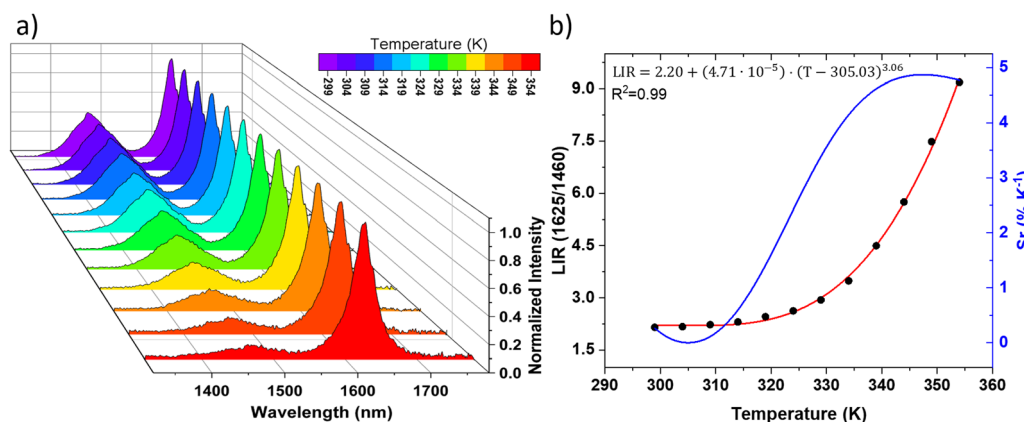 a)
Temperature (K)
299 304 309 314 319 324 329 334 339 344 349 354
1.0
0.8
0.6
0.4
0.2
0.0
Normalized Intensity
1400 1500 1600 1700
Wavelength (nm)
b)
LIR = 2.20 + (4.71 · 10⁻⁵) · (T − 305.03)³·⁰⁶
R²=0.99
9.0
7.5
6.0
4.5
3.0
1.5
LIR (1625/1460)
5
4
3
2
1
0
Sr (% K⁻¹)
290 300 310 320 330 340 350 360
Temperature (K)